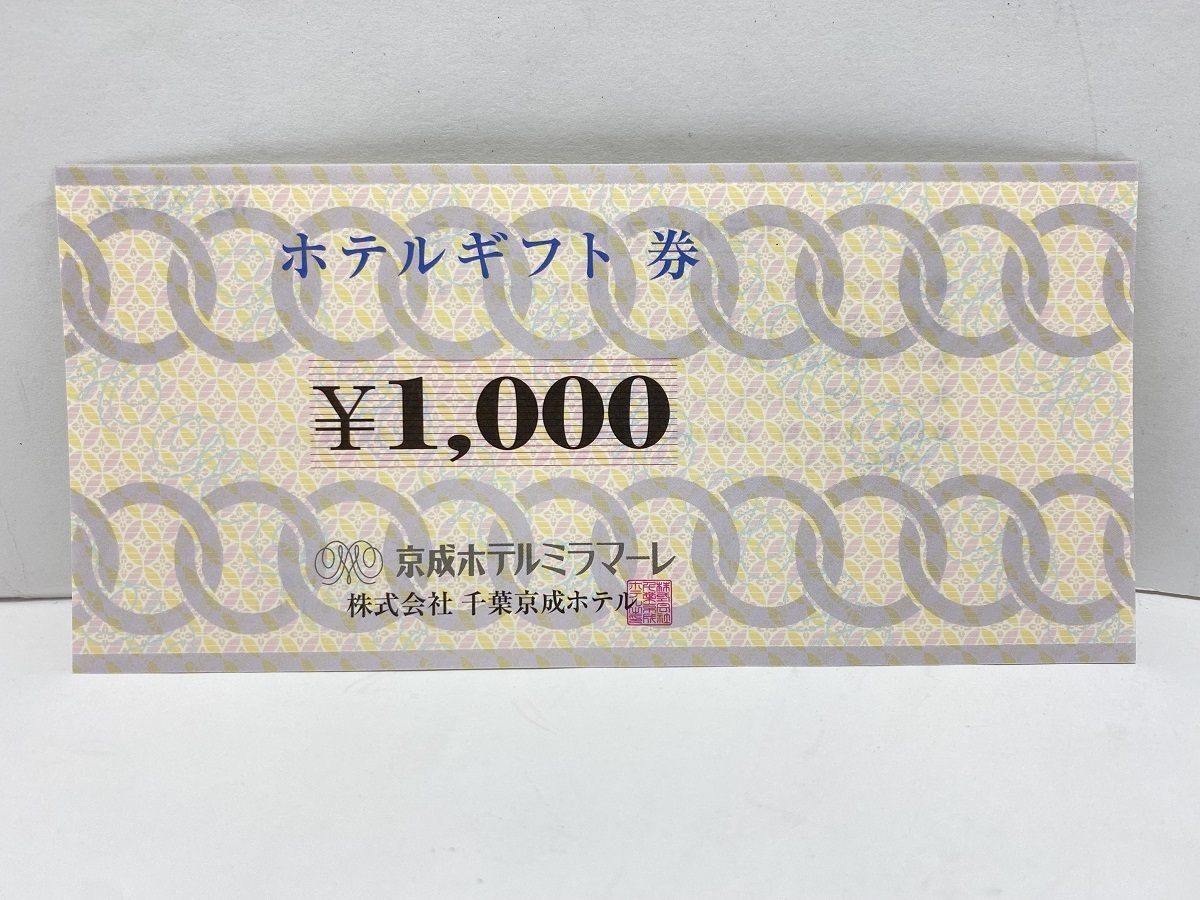 ホテルギフト 券
¥1,000
京成ホテルミラマーレ
株式会社 千葉京成ホテル